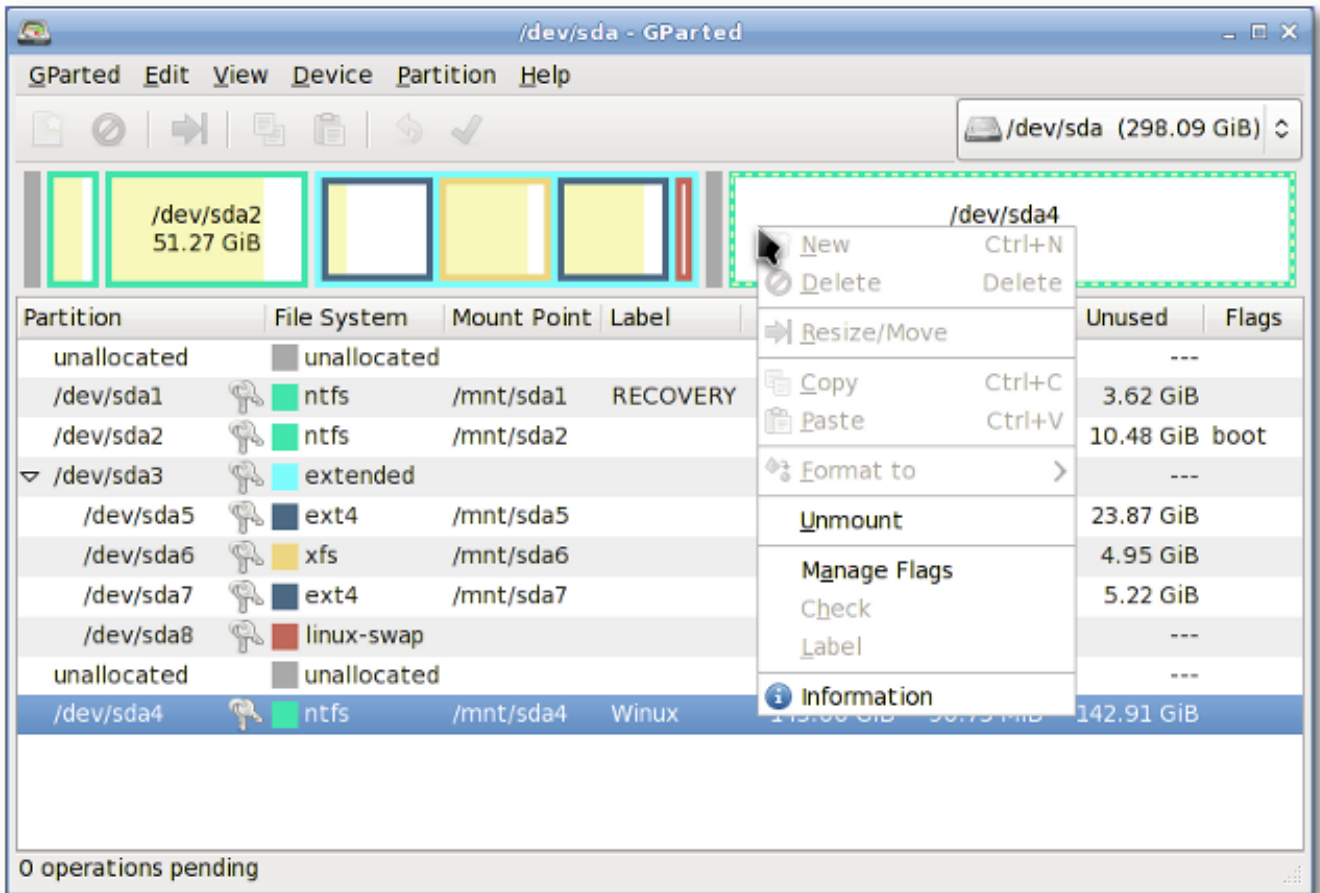 /dev/sda - GParted
GParted Edit View Device Partition Help
/dev/sda (298.09 GiB)
/dev/sda2
51.27 GiB
/dev/sda4
New Ctrl+N
Delete Delete
Resize/Move
Copy Ctrl+C
Paste Ctrl+V
Format to
Unmount
Manage Flags
Check
Label
Information
Partition File System Mount Point Label Unused Flags
unallocated unallocated ---
/dev/sda1 ntfs /mnt/sda1 RECOVERY 3.62 GiB
/dev/sda2 ntfs /mnt/sda2 10.48 GiB boot
/dev/sda3 extended ---
/dev/sda5 ext4 /mnt/sda5 23.87 GiB
/dev/sda6 xfs /mnt/sda6 4.95 GiB
/dev/sda7 ext4 /mnt/sda7 5.22 GiB
/dev/sda8 linux-swap ---
unallocated unallocated ---
/dev/sda4 ntfs /mnt/sda4 Winux 142.91 GiB
0 operations pending